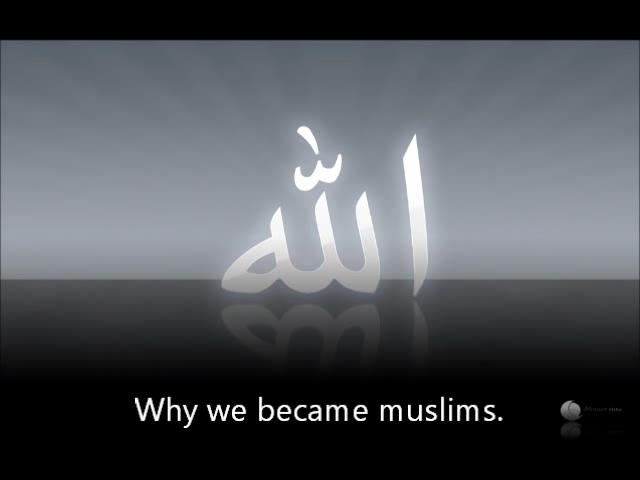 الله
Why we became muslims.